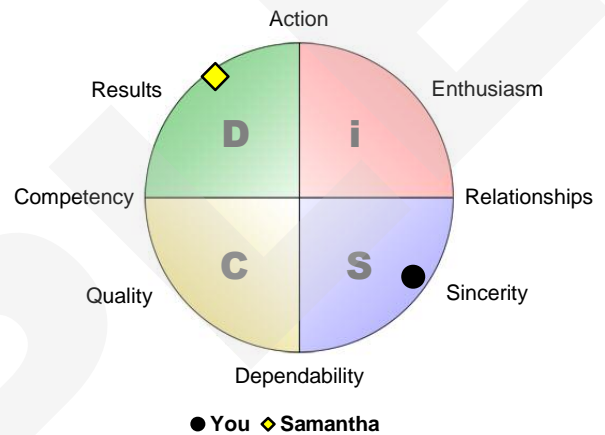 Action
Results
Enthusiasm
D
i
Competency
Relationships
C
S
Quality
Sincerity
Dependability
You Samantha